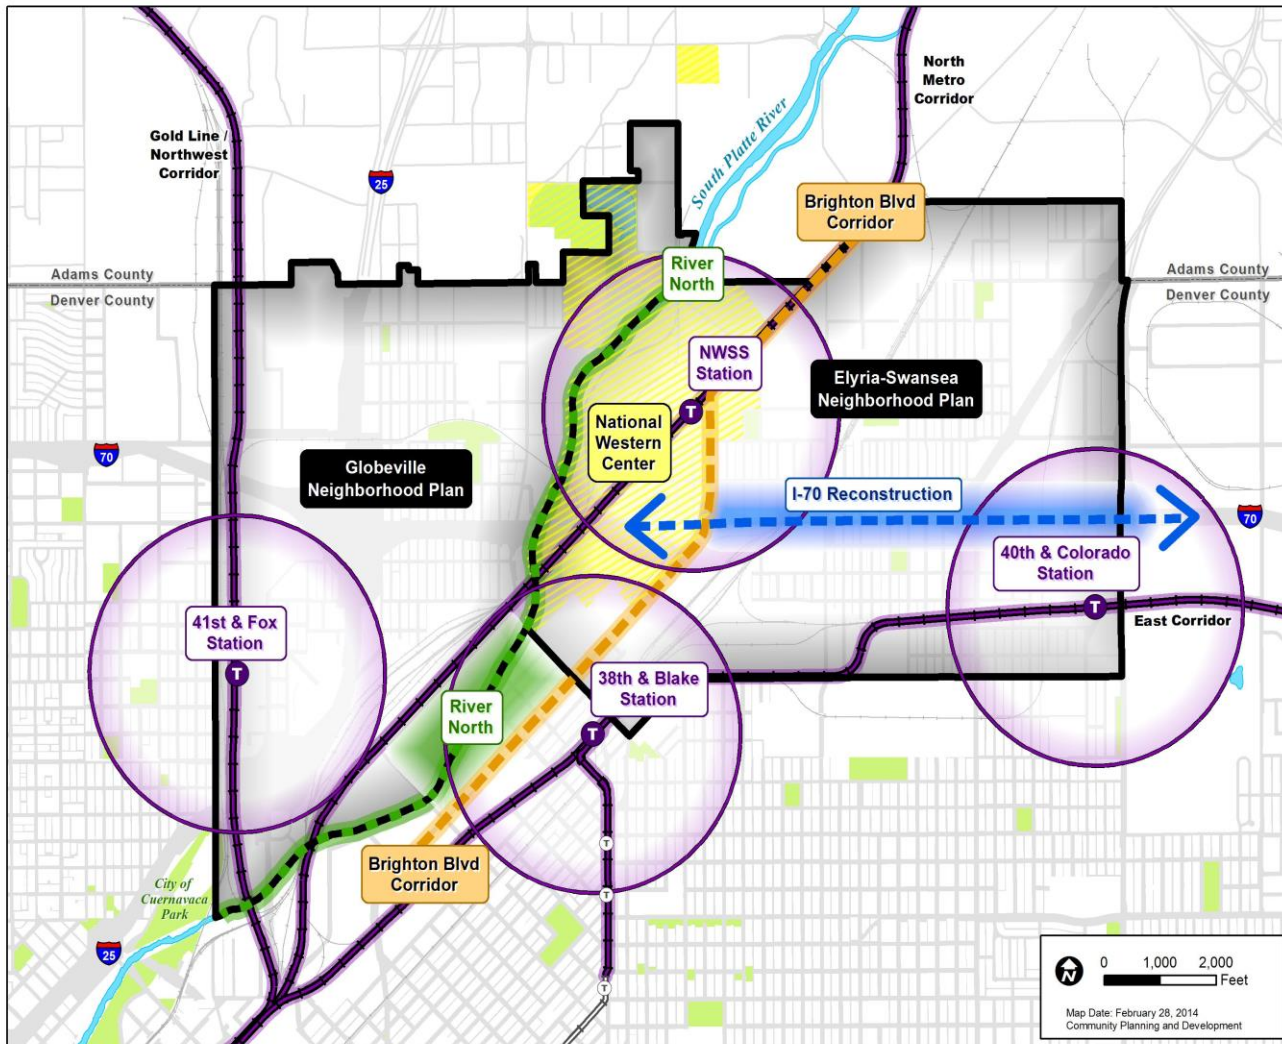 North
Metro
Corridor
Gold Line /
Northwest
Corridor
25
South Platte River
Brighton Blvd
Corridor
River
North
Adams County
Denver County
Adams County
Denver County
NWSS
Station
T
Elyria-Swansea
Neighborhood Plan
National
Western
Center
70
Globeville
Neighborhood Plan
I-70 Reconstruction
70
40th & Colorado
Station
T
East Corridor
41st & Fox
Station
T
38th & Blake
Station
T
River
North
Brighton Blvd
Corridor
T
T
T
City of
Cuernavaca
Park
25
N
0 1,000 2,000
Feet
Map Date: February 28, 2014
Community Planning and Development